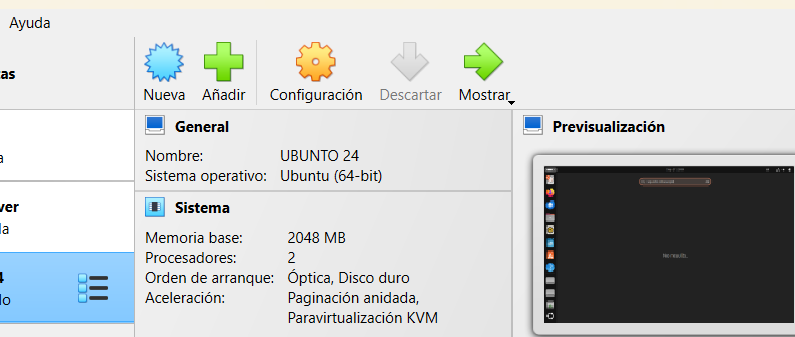 Ayuda
tas
Nueva Añadir Configuración Descartar Mostrar
a
ver
la
4
lo
General
Nombre: UBUNTO 24
Sistema operativo: Ubuntu (64-bit)
Sistema
Memoria base: 2048 MB
Procesadores: 2
Orden de arranque: Óptica, Disco duro
Aceleración: Paginación anidada,
Paravirtualización KVM
Previsualización
No results.